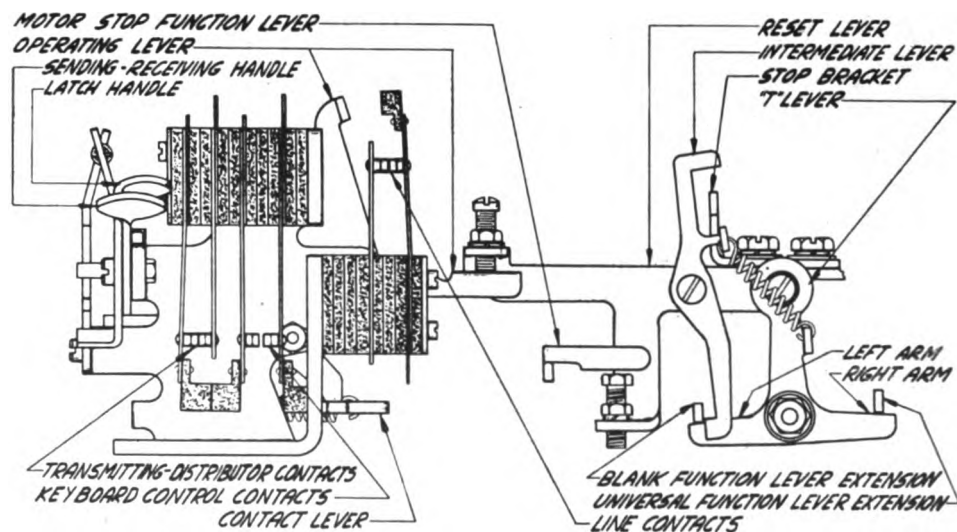 MOTOR STOP FUNCTION LEVER
OPERATING LEVER
SENDING-RECEIVING HANDLE
LATCH HANDLE
RESET LEVER
INTERMEDIATE LEVER
STOP BRACKET
"T" LEVER
LEFT ARM
RIGHT ARM
TRANSMITTING-DISTRIBUTOR CONTACTS
KEYBOARD CONTROL CONTACTS
CONTACT LEVER
BLANK FUNCTION LEVER EXTENSION
UNIVERSAL FUNCTION LEVER EXTENSION
LINE CONTACTS